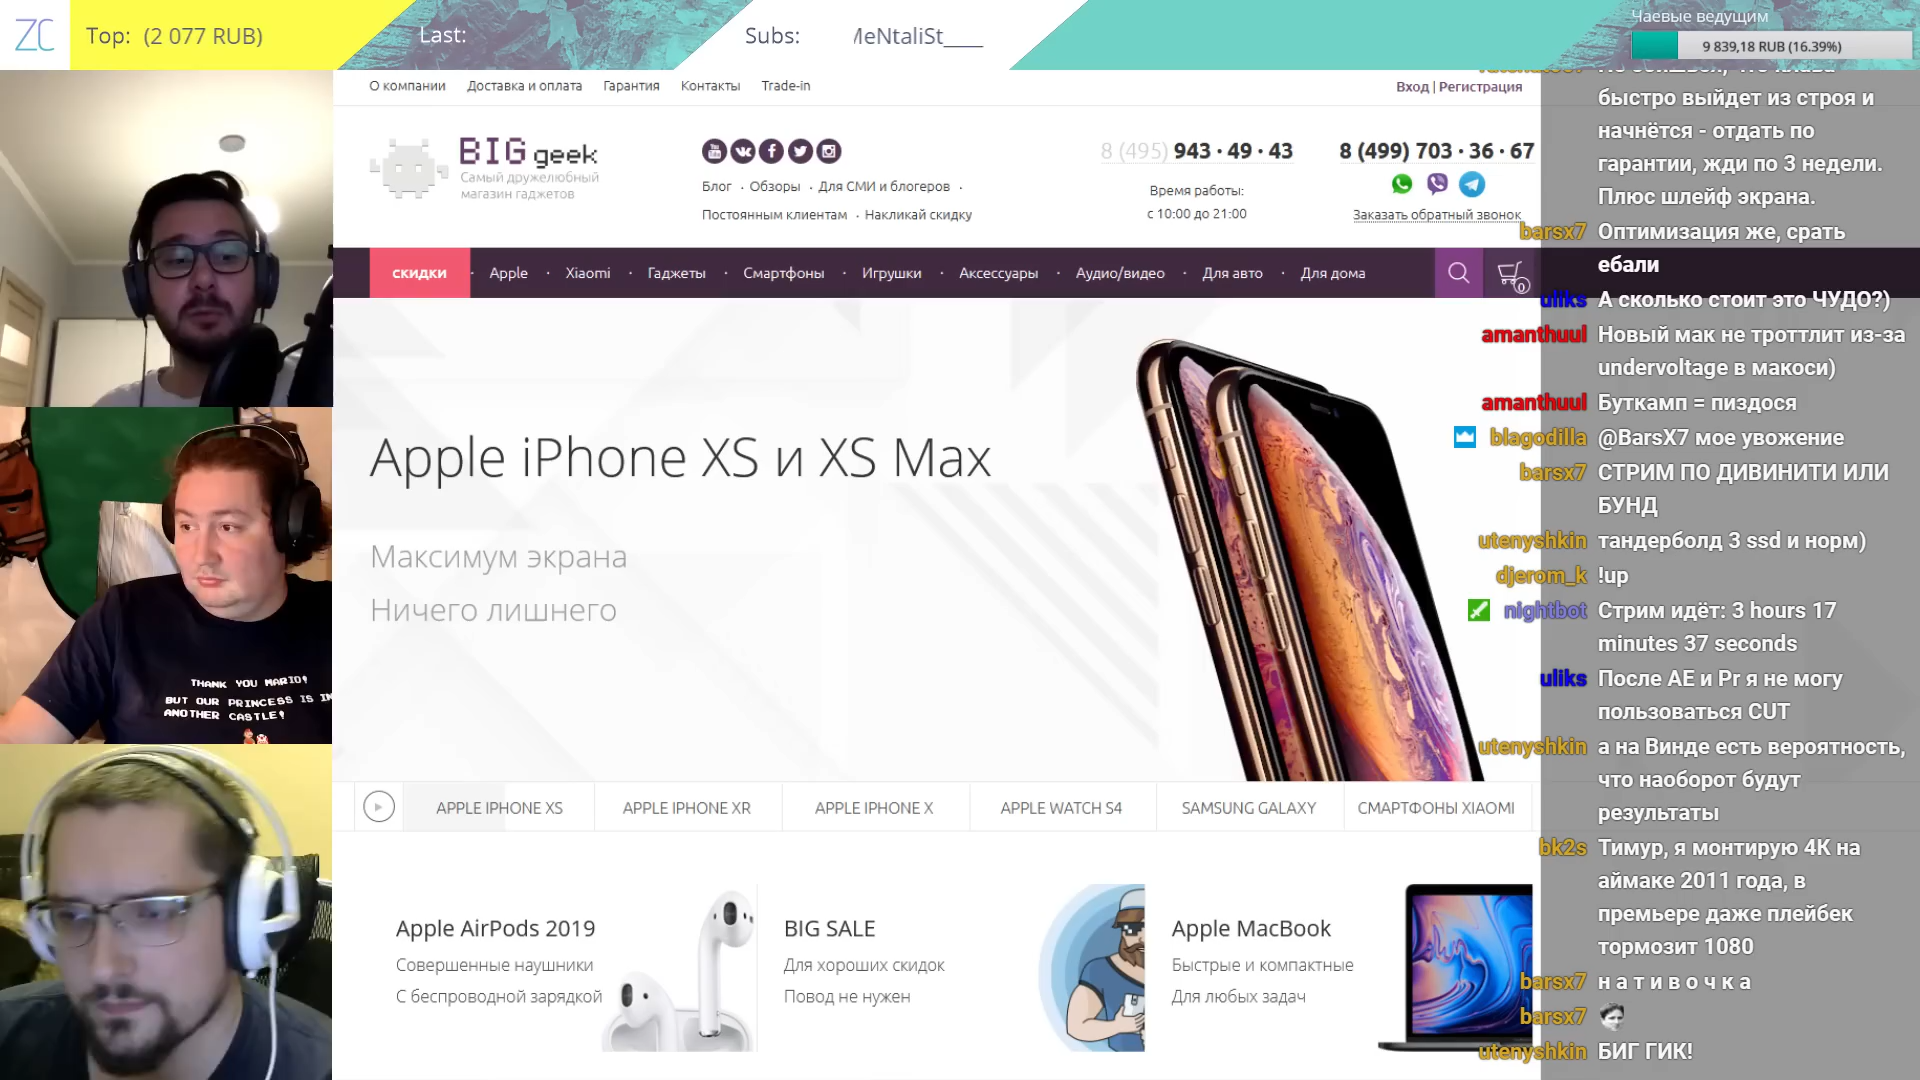 ZC
Top: (2 077 RUB)
Last:
Subs: MeNtaliSt____
Чаевые ведущим
9 839,18 RUB (16.39%)
О компании Доставка и оплата Гарантия Контакты Trade-in
Вход | Регистрация
BIG geek
Самый дружелюбный
магазин гаджетов
You Tube
Блог · Обзоры · Для СМИ и блогеров ·
Постоянным клиентам · Накликай скидку
8 (495) 943 · 49 · 43
Время работы:
с 10:00 до 21:00
8 (499) 703 · 36 · 67
Заказать обратный звонок
СКИДКИ · Apple · Xiaomi · Гаджеты · Смартфоны · Игрушки · Аксессуары · Аудио/видео · Для авто · Для дома
0
Apple iPhone XS и XS Max
Максимум экрана
Ничего лишнего
APPLE IPHONE XS APPLE IPHONE XR APPLE IPHONE X APPLE WATCH S4 SAMSUNG GALAXY СМАРТФОНЫ XIAOMI
Apple AirPods 2019
Совершенные наушники
С беспроводной зарядкой
BIG SALE
Для хороших скидок
Повод не нужен
Apple MacBook
Быстрые и компактные
Для любых задач
THANK YOU MARIO!
BUT OUR PRINCESS IS IN
ANOTHER CASTLE!
быстро выйдет из строя и
начнётся - отдать по
гарантии, жди по 3 недели.
Плюс шлейф экрана.
barsx7 Оптимизация же, срать
ебали
uliks А сколько стоит это ЧУДО?)
amanthuul Новый мак не троттлит из-за
undervoltage в макоси)
amanthuul Буткамп = пиздося
blagodilla @BarsX7 мое увожение
barsx7 СТРИМ ПО ДИВИНИТИ ИЛИ
БУНД
utenyshkin тандерболд 3 ssd и норм)
djerom_k !up
nightbot Стрим идёт: 3 hours 17
minutes 37 seconds
uliks После AE и Pr я не могу
пользоваться CUT
utenyshkin а на Винде есть вероятность,
что наоборот будут
результаты
bk2s Тимур, я монтирую 4К на
аймаке 2011 года, в
премьере даже плейбек
тормозит 1080
barsx7 н а т и в о ч к а
barsx7
utenyshkin БИГ ГИК!